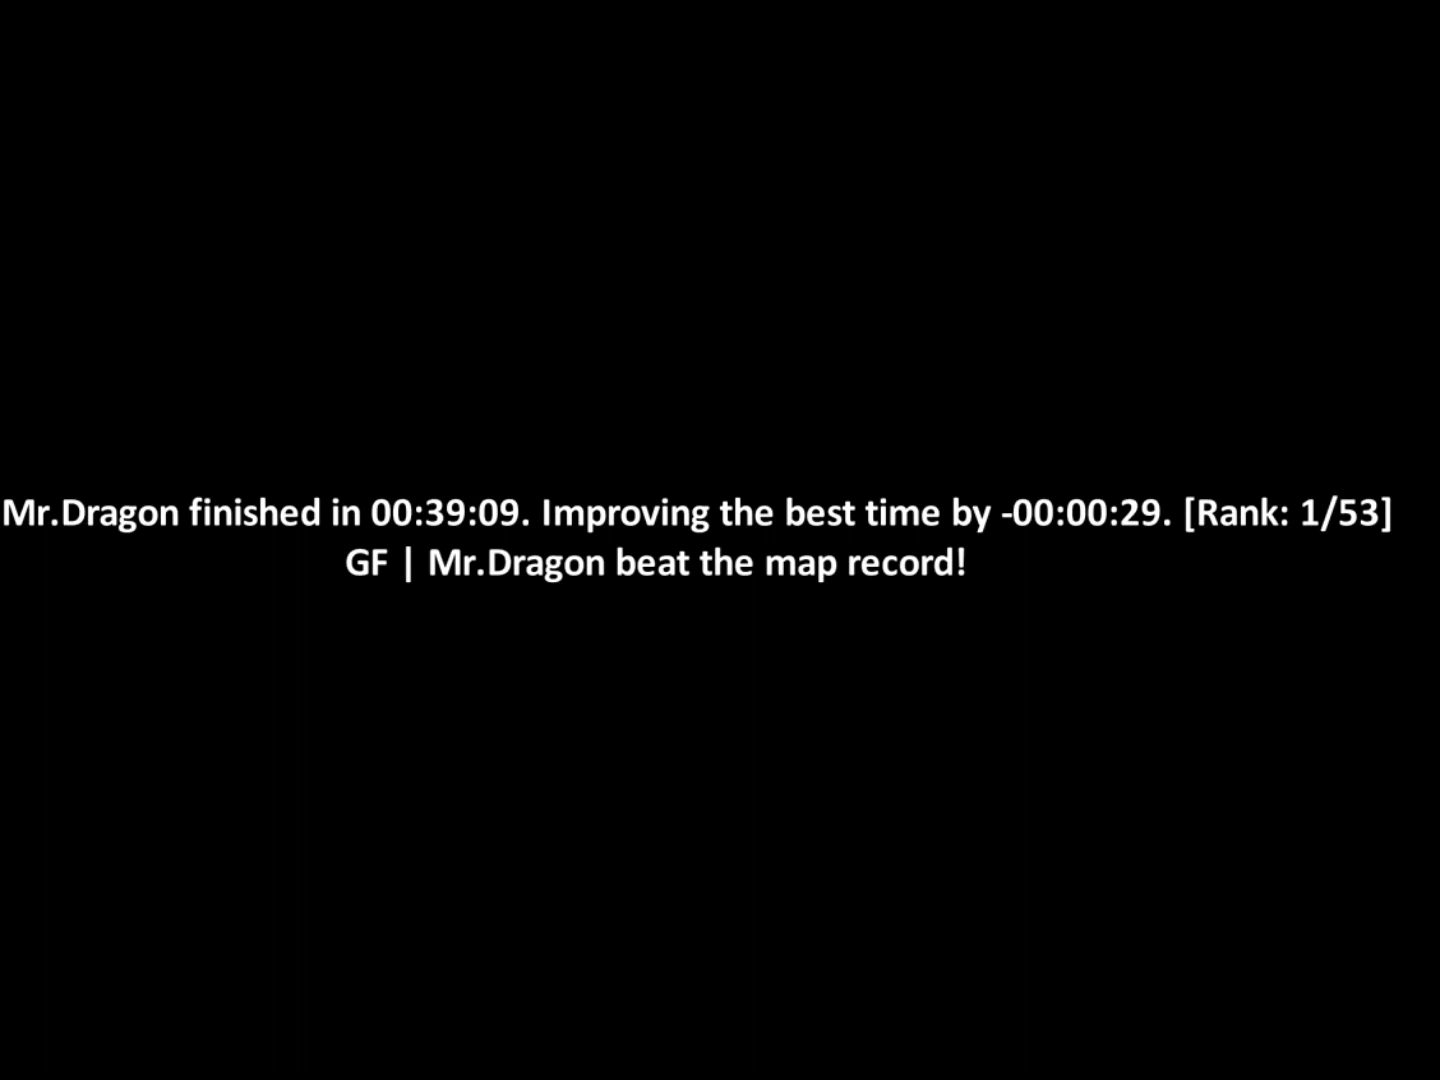 Mr.Dragon finished in 00:39:09. Improving the best time by -00:00:29. [Rank: 1/53]
GF | Mr.Dragon beat the map record!